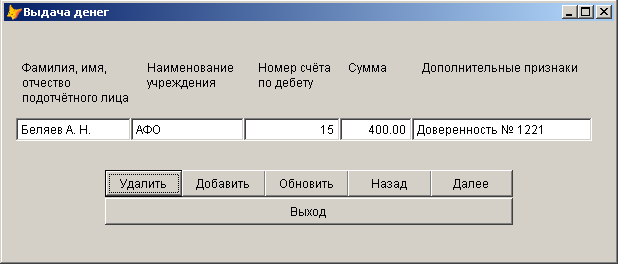 Выдача денег
Фамилия, имя,
отчество
подотчётного лица
Наименование
учреждения
Номер счёта
по дебету
Сумма
Дополнительные признаки
Беляев А. Н.
АФО
15
400.00
Доверенность № 1221
Удалить
Добавить
Обновить
Назад
Далее
Выход